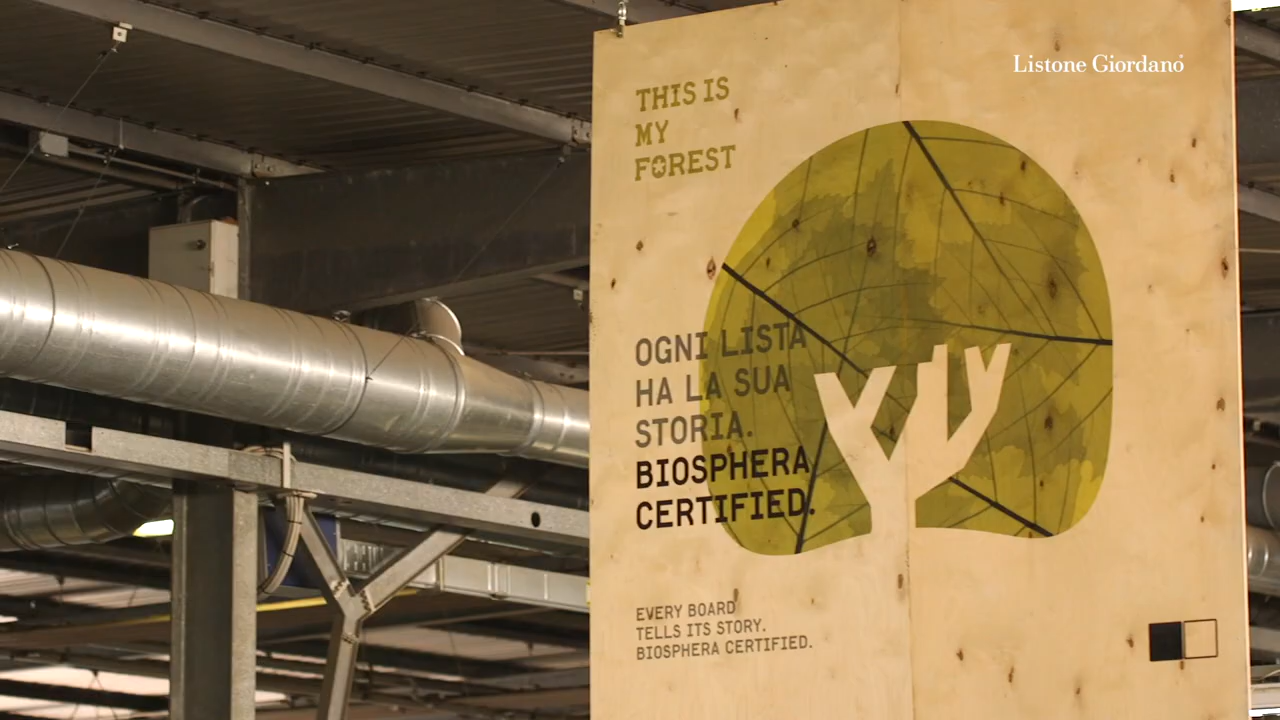 Listone Giordano
THIS IS
MY
FOREST
OGNI LISTA
HA LA SUA
STORIA.
BIOSPHERA
CERTIFIED.
EVERY BOARD
TELLS ITS STORY.
BIOSPHERA CERTIFIED.